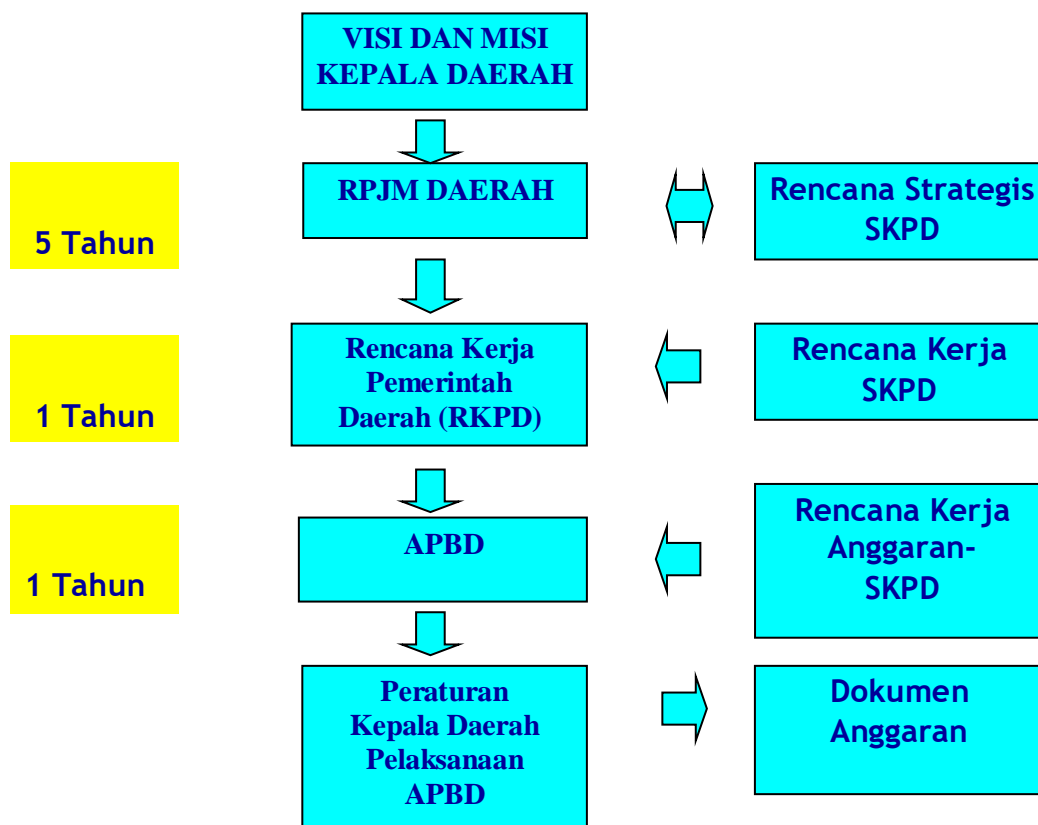 VISI DAN MISI
KEPALA DAERAH
5 Tahun
RPJM DAERAH
Rencana Strategis
SKPD
1 Tahun
Rencana Kerja
Pemerintah
Daerah (RKPD)
Rencana Kerja
SKPD
1 Tahun
APBD
Rencana Kerja
Anggaran-
SKPD
Peraturan
Kepala Daerah
Pelaksanaan
APBD
Dokumen
Anggaran